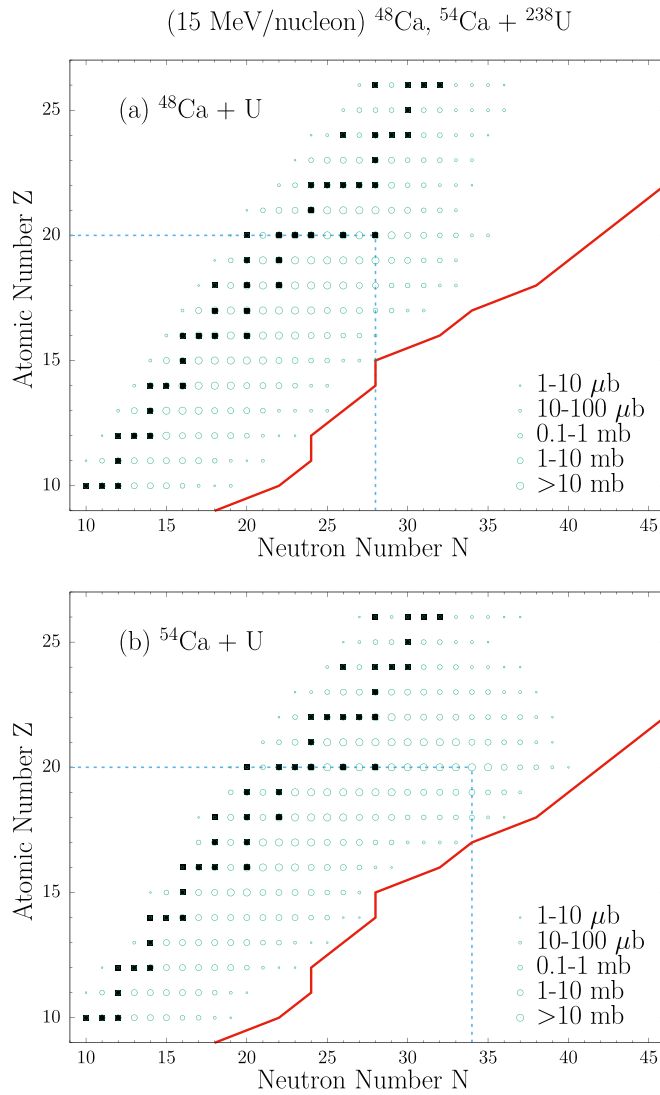 (15 MeV/nucleon) ⁴⁸Ca, ⁵⁴Ca + ²³⁸U
(a) ⁴⁸Ca + U
25
20
15
10
Atomic Number Z
1-10 μb
10-100 μb
0.1-1 mb
1-10 mb
>10 mb
10 15 20 25 30 35 40 45
Neutron Number N
(b) ⁵⁴Ca + U
25
20
15
10
Atomic Number Z
1-10 μb
10-100 μb
0.1-1 mb
1-10 mb
>10 mb
10 15 20 25 30 35 40 45
Neutron Number N